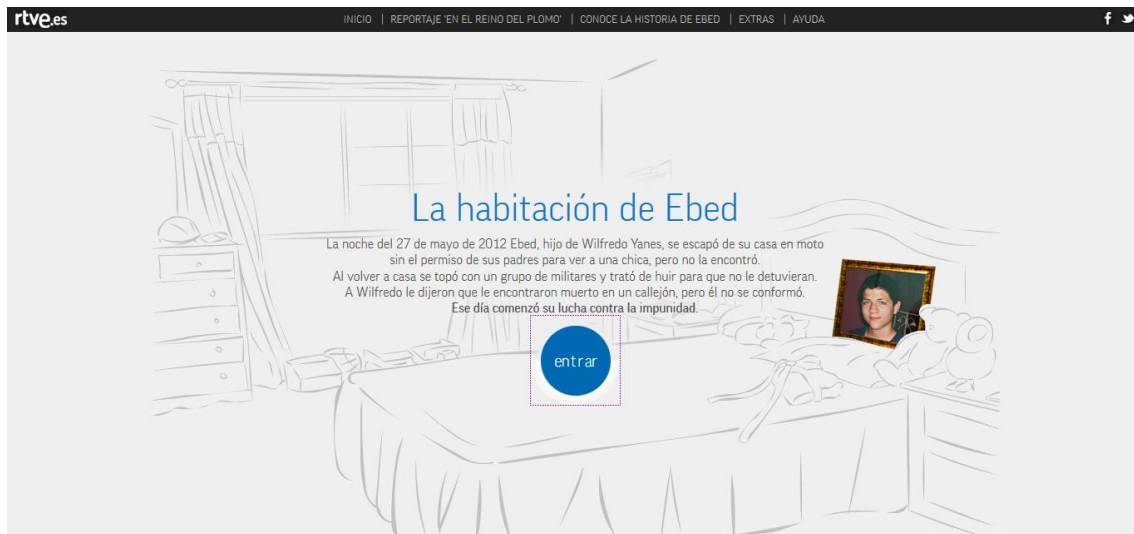 rtve.es
INICIO | REPORTAJE 'EN EL REINO DEL PLOMO' | CONOCE LA HISTORIA DE EBED | EXTRAS | AYUDA
La habitación de Ebed
La noche del 27 de mayo de 2012 Ebed, hijo de Wilfredo Yanes, se escapó de su casa en moto
sin el permiso de sus padres para ver a una chica, pero no la encontró.
Al volver a casa se topó con un grupo de militares y trató de huir para que no le detuvieran.
A Wilfredo le dijeron que le encontraron muerto en un callejón, pero él no se conformó.
Ese día comenzó su lucha contra la impunidad.
entrar